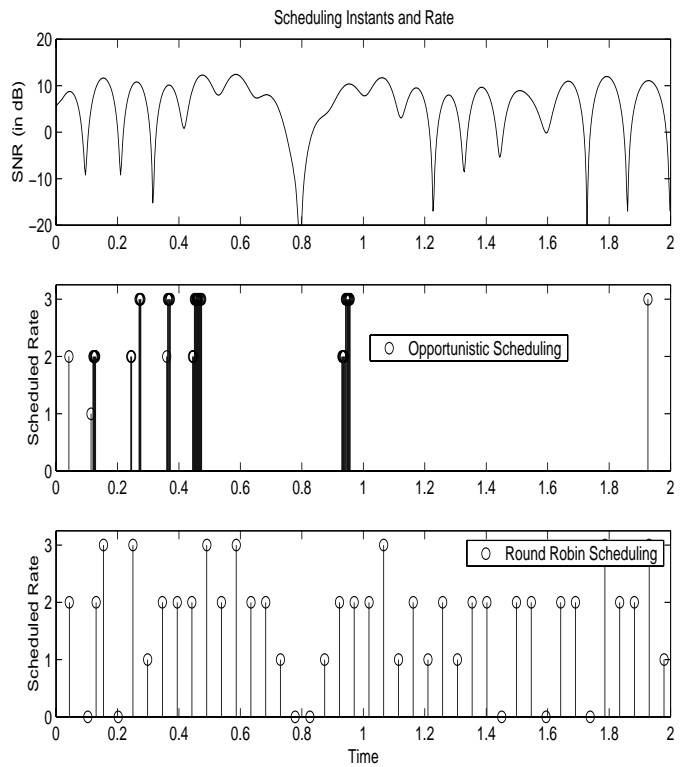 Scheduling Instants and Rate
SNR (in dB)
20
10
0
−10
−20
0 0.2 0.4 0.6 0.8 1 1.2 1.4 1.6 1.8 2
Scheduled Rate
3
2
1
0
Opportunistic Scheduling
0 0.2 0.4 0.6 0.8 1 1.2 1.4 1.6 1.8 2
Scheduled Rate
3
2
1
0
Round Robin Scheduling
0 0.2 0.4 0.6 0.8 1 1.2 1.4 1.6 1.8 2
Time